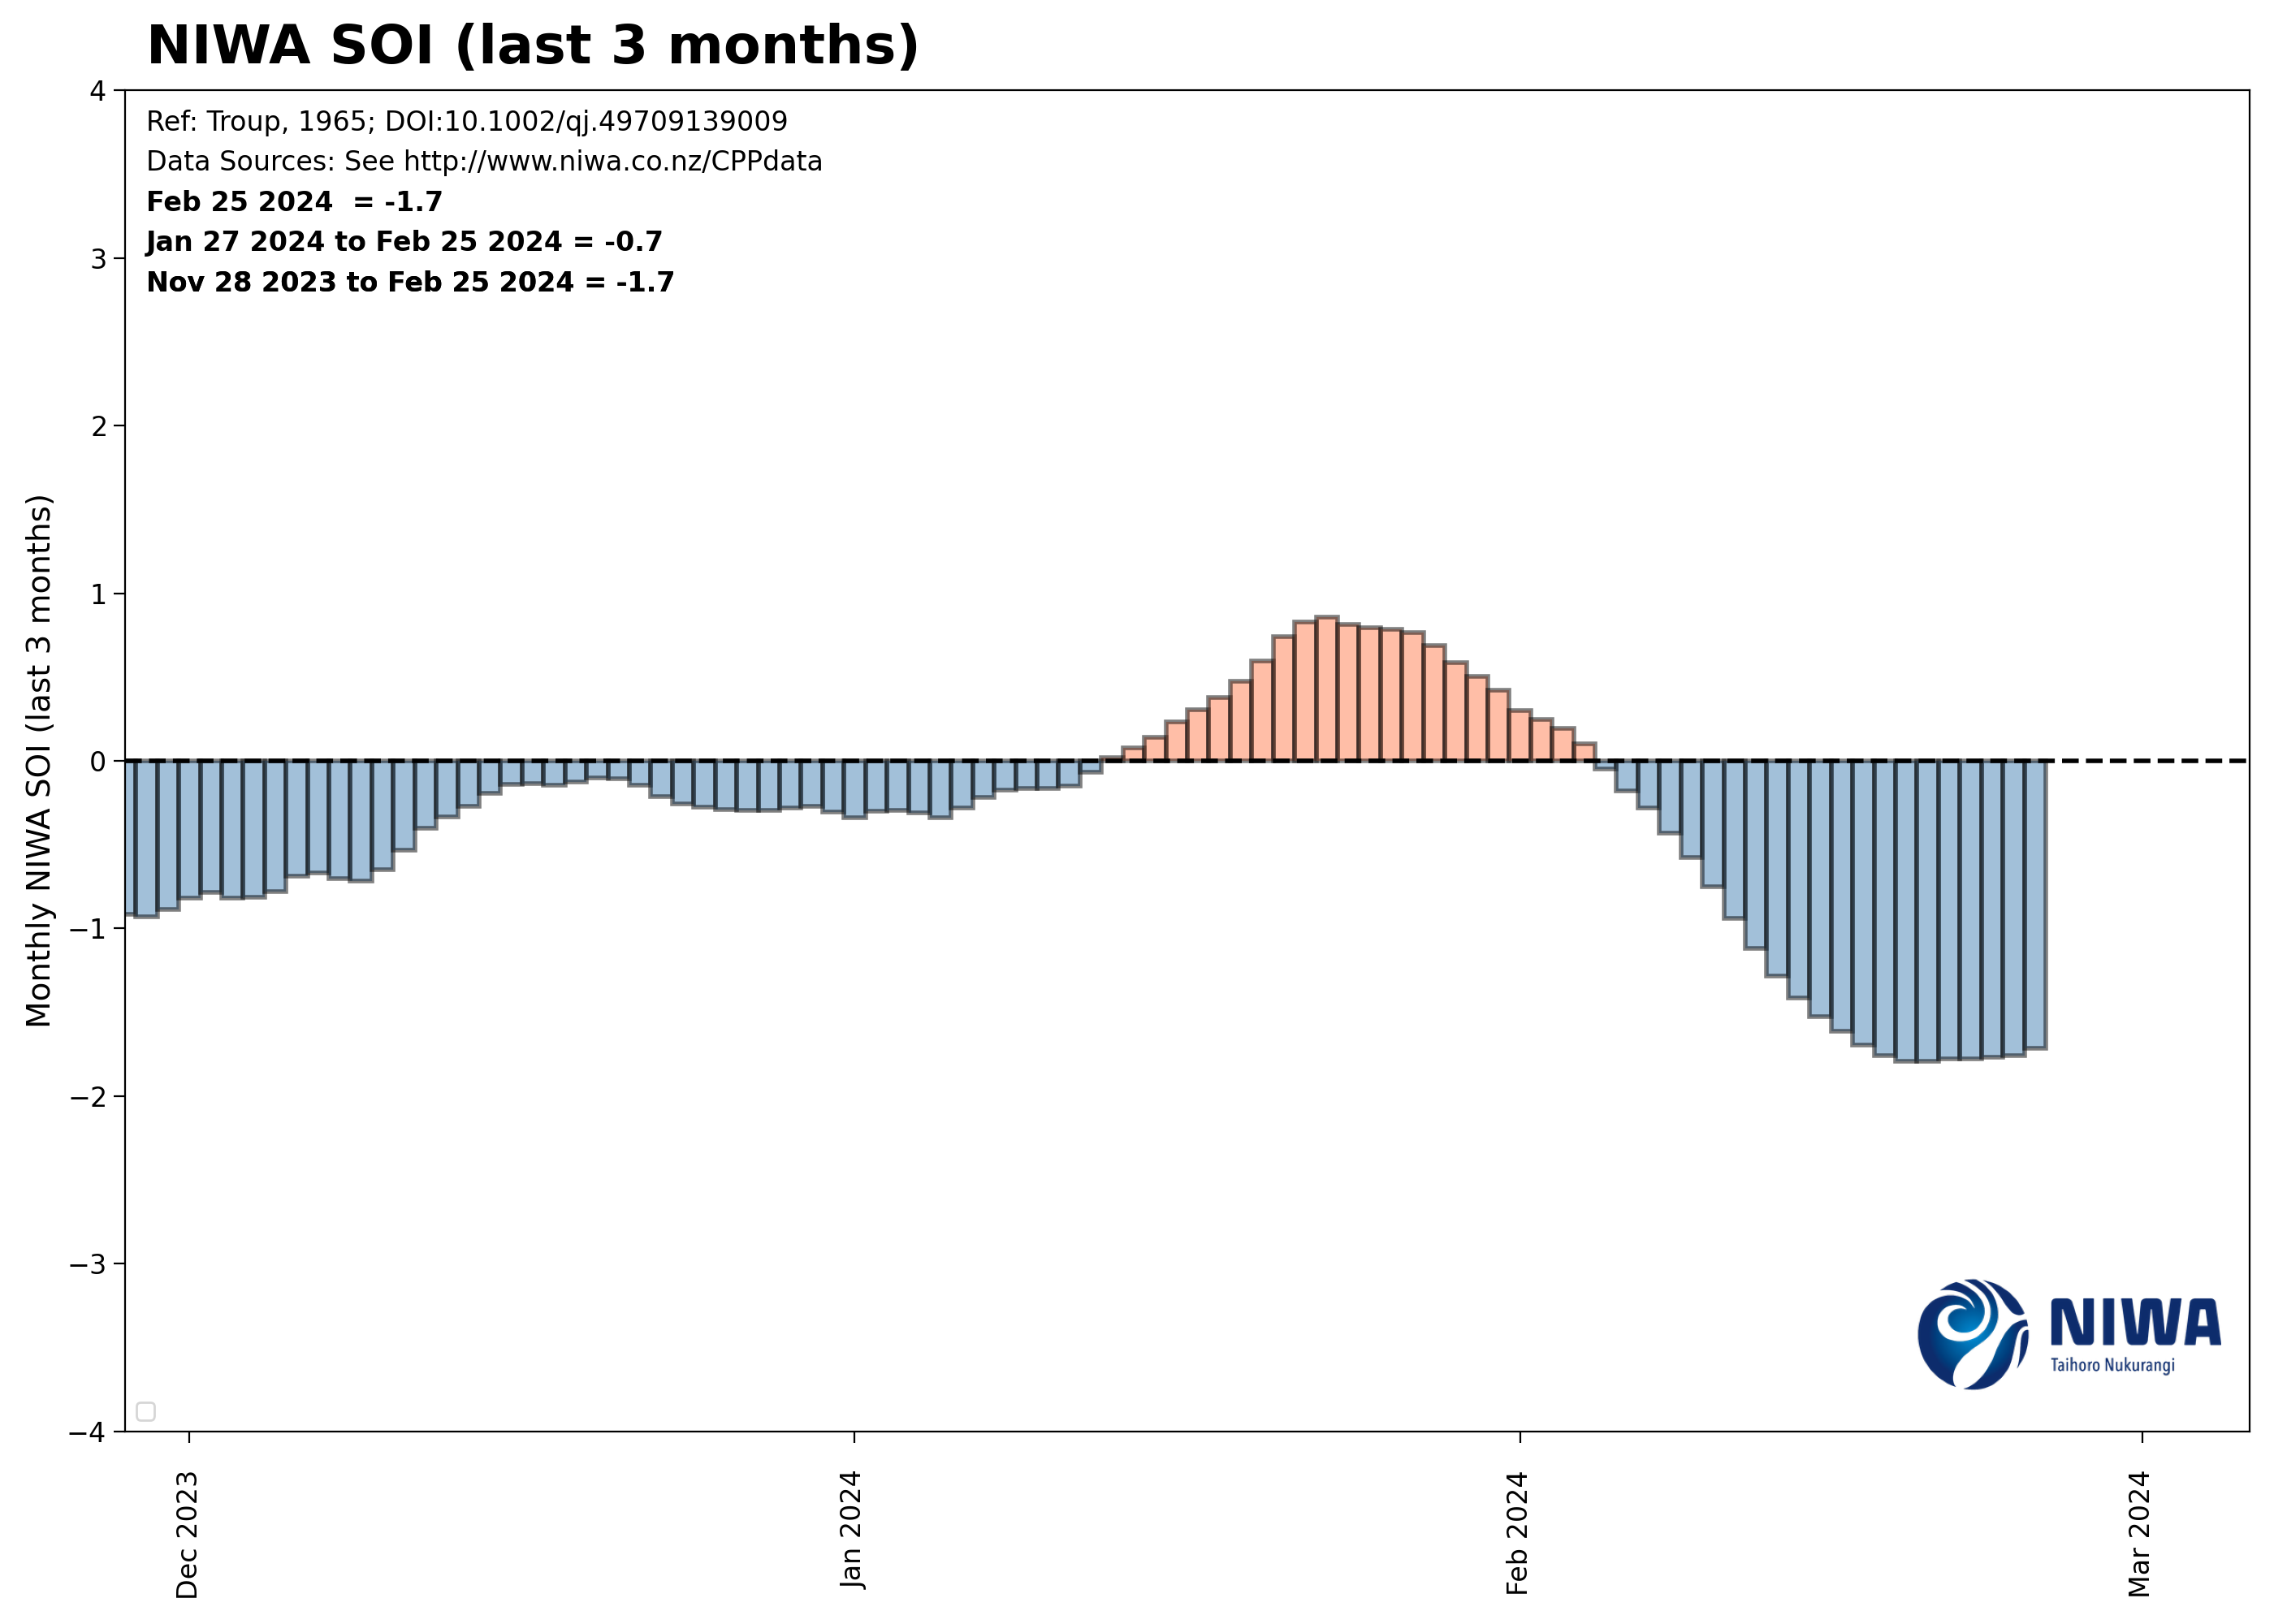 NIWA SOI (last 3 months)
Ref: Troup, 1965; DOI:10.1002/qj.49709139009
Data Sources: See http://www.niwa.co.nz/CPPdata
Feb 25 2024  = -1.7
Jan 27 2024 to Feb 25 2024 = -0.7
Nov 28 2023 to Feb 25 2024 = -1.7
Monthly NIWA SOI (last 3 months)
4
3
2
1
0
−1
−2
−3
−4
NIWA
Taihoro Nukurangi
Dec 2023
Jan 2024
Feb 2024
Mar 2024